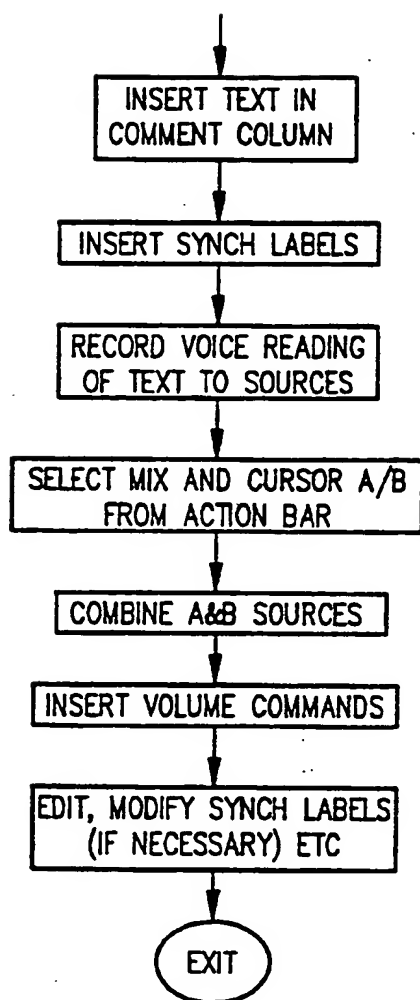 INSERT TEXT IN
COMMENT COLUMN
INSERT SYNCH LABELS
RECORD VOICE READING
OF TEXT TO SOURCES
SELECT MIX AND CURSOR A/B
FROM ACTION BAR
COMBINE A&B SOURCES
INSERT VOLUME COMMANDS
EDIT, MODIFY SYNCH LABELS
(IF NECESSARY) ETC
EXIT